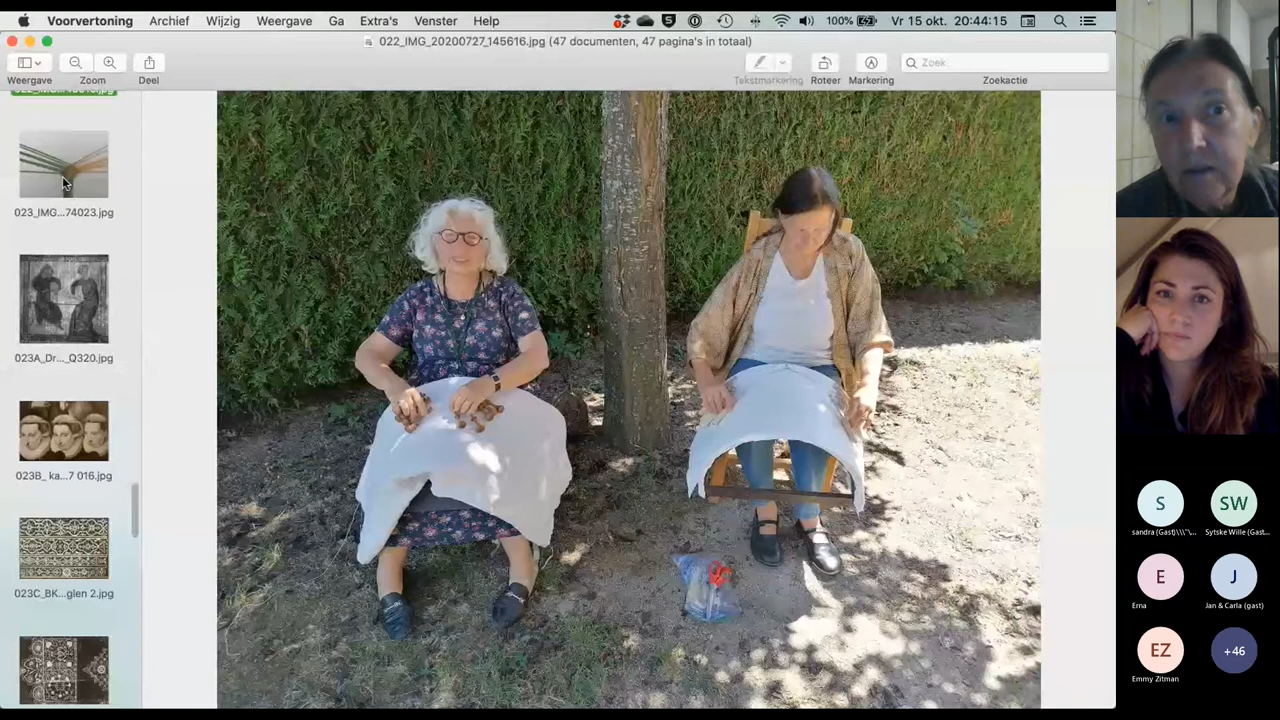 Voorvertoning Archief Wijzig Weergave Ga Extra's Venster Help 100% Vr 15 okt. 20:44:15
022_IMG_20200727_145616.jpg (47 documenten, 47 pagina's in totaal)
Zoek
Weergave Zoom Deel Tekstmarkering Roteer Markering Zoekactie
023_IMG...74023.jpg
023A_Dr..._Q320.jpg
023B_ ka...7 016.jpg
023C_BK...glen 2.jpg
S SW
sandra (Gast)\\\"\... Sytske Wille (Gast...
E J
Erna Jan & Carla (gast)
EZ +46
Emmy Zitman